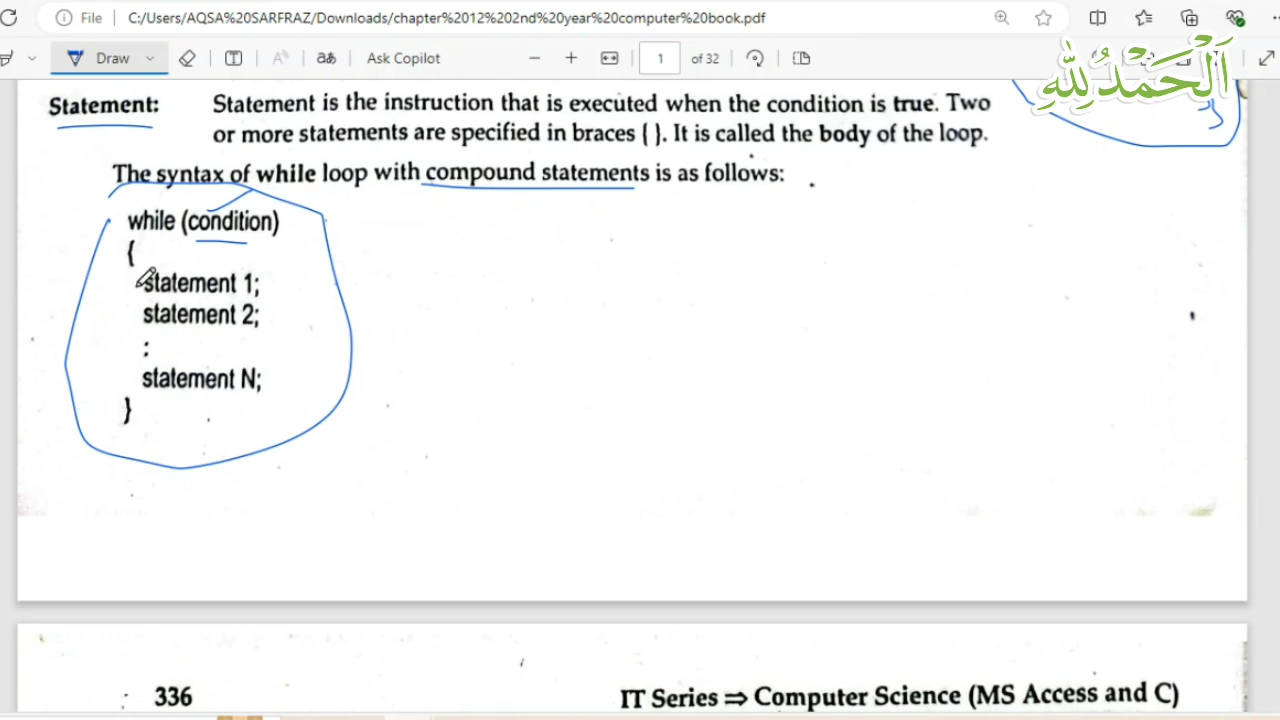 File C:/Users/AQSA%20SARFRAZ/Downloads/chapter%2012%202nd%20year%20computer%20book.pdf
Draw aあ Ask Copilot 1 of 32
اَلْحَمْدُلِلّٰهِ
Statement: Statement is the instruction that is executed when the condition is true. Two
or more statements are specified in braces { }. It is called the body of the loop.
The syntax of while loop with compound statements is as follows:
while (condition)
{
statement 1;
statement 2;
:
statement N;
}
336 IT Series ⇒ Computer Science (MS Access and C)